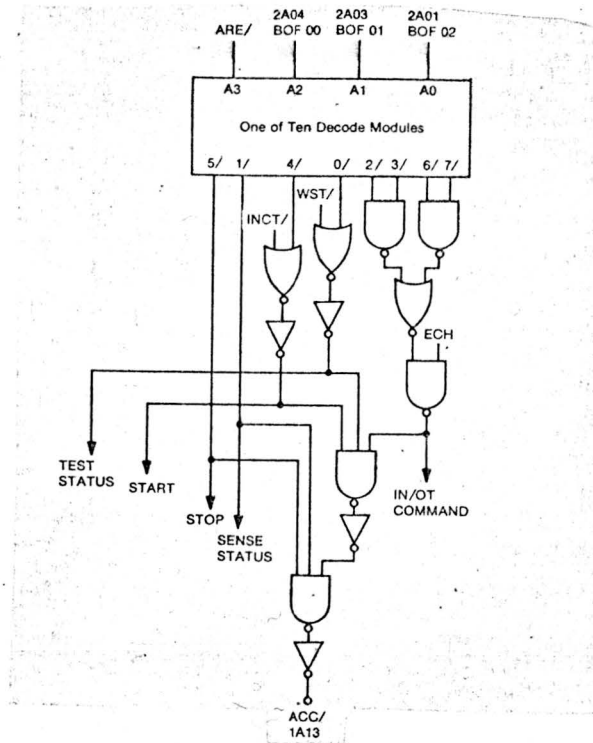 ARE/ 2A04 BOF 00 2A03 BOF 01 2A01 BOF 02
A3 A2 A1 A0
One of Ten Decode Modules
5/ 1/ 4/ 0/ 2/ 3/ 6/ 7/
WST/
INCT/
ECH
TEST STATUS
START
STOP
SENSE STATUS
IN/OT COMMAND
ACC/
1A13